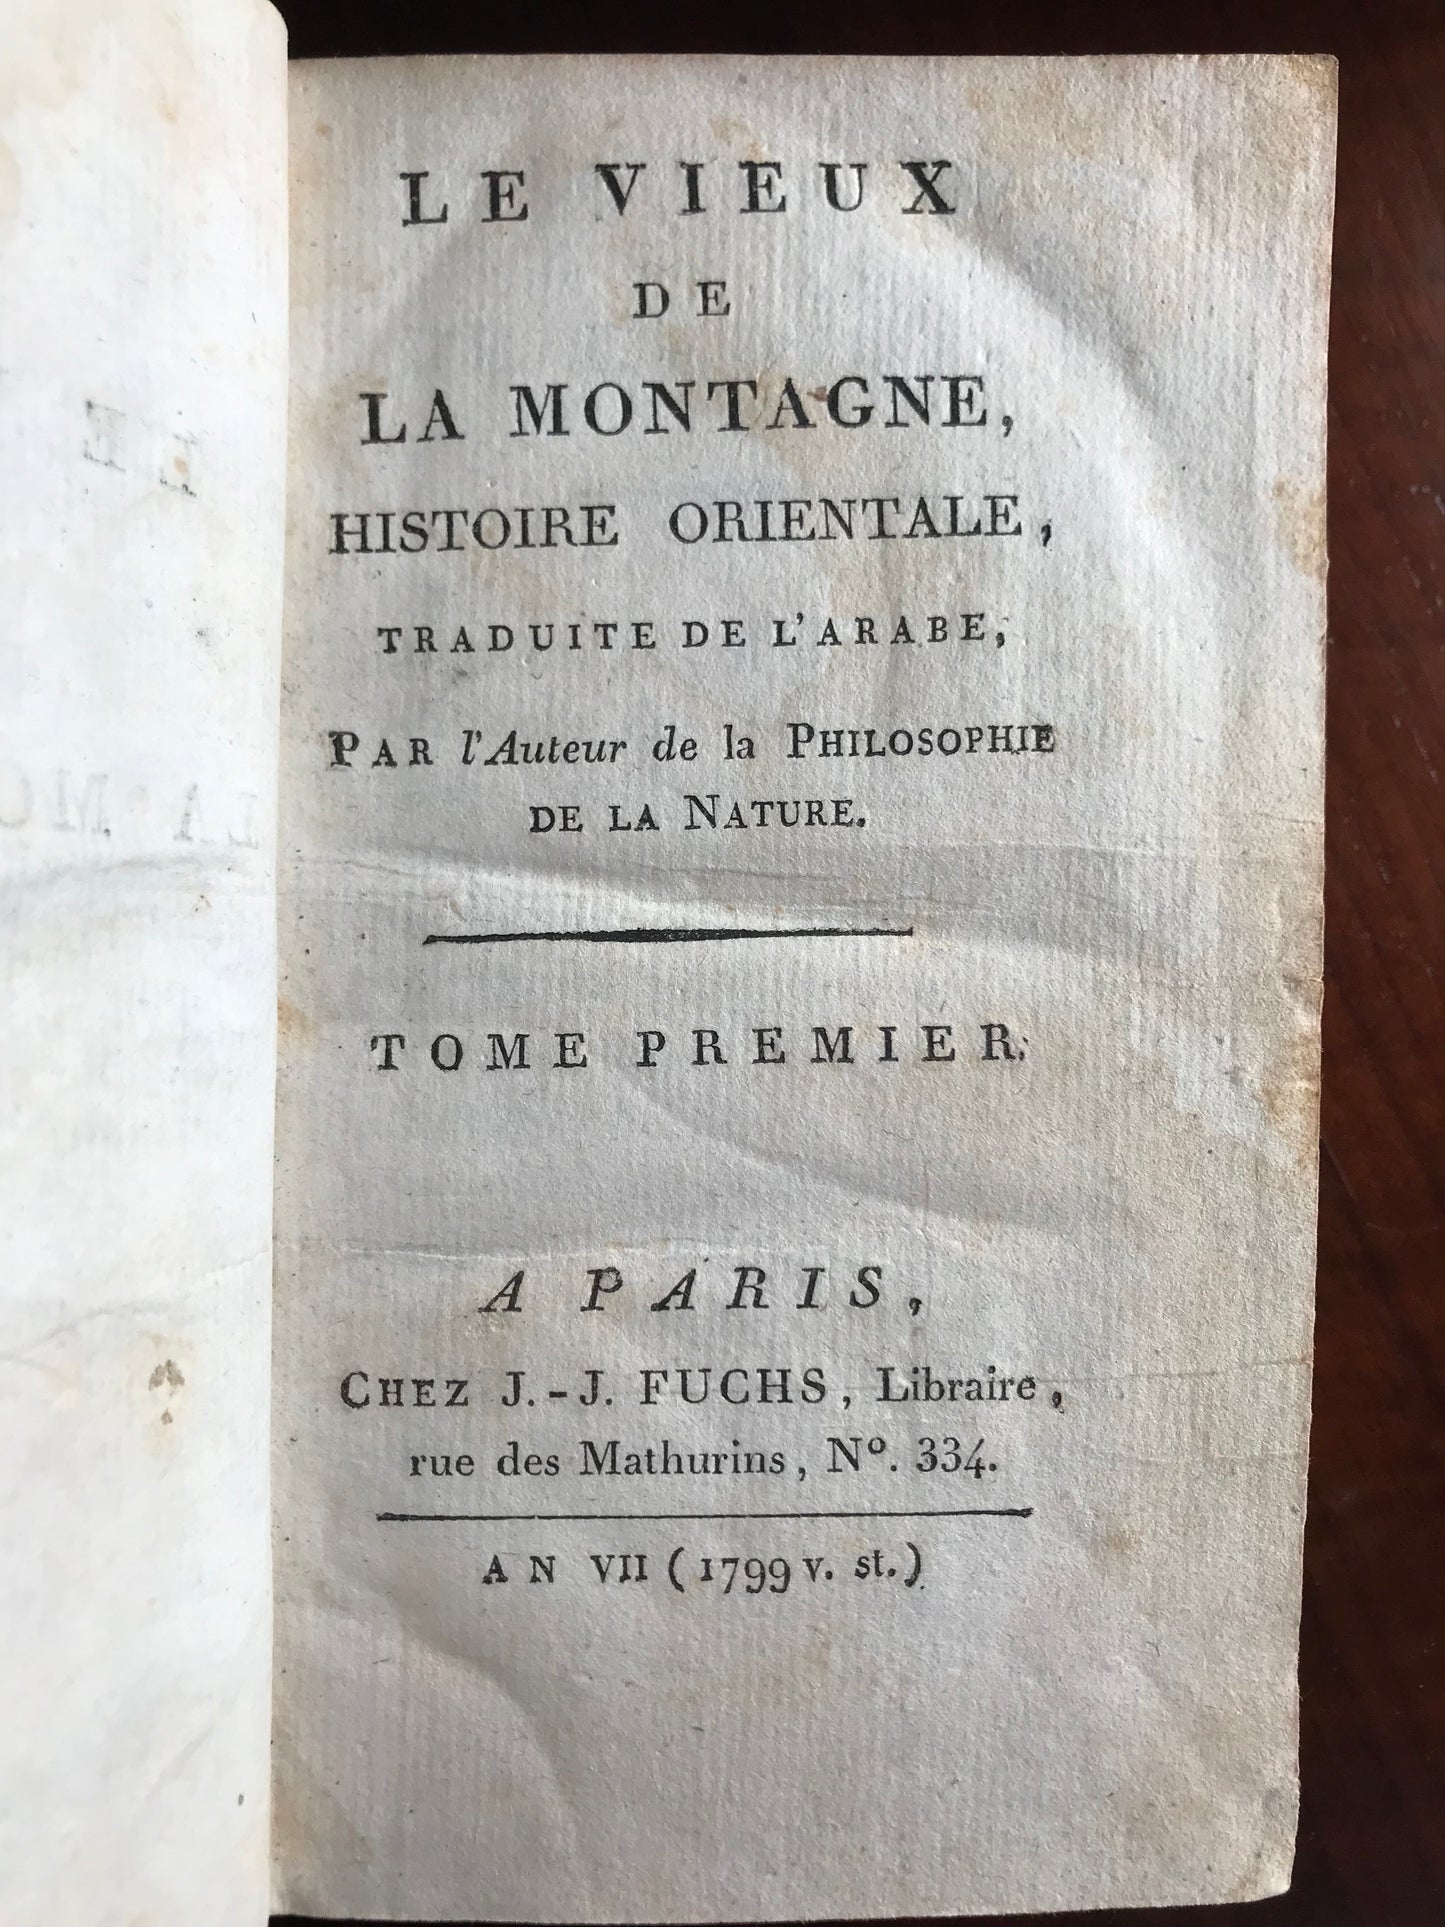 LE VIEUX
DE
LA MONTAGNE,
HISTOIRE ORIENTALE,
TRADUITE DE L'ARABE,
PAR l'Auteur de la PHILOSOPHIE
DE LA NATURE.
TOME PREMIER.
A PARIS,
CHEZ J.-J. FUCHS, Libraire,
rue des Mathurins, Nº. 334.
AN VII (1799 v. st.)